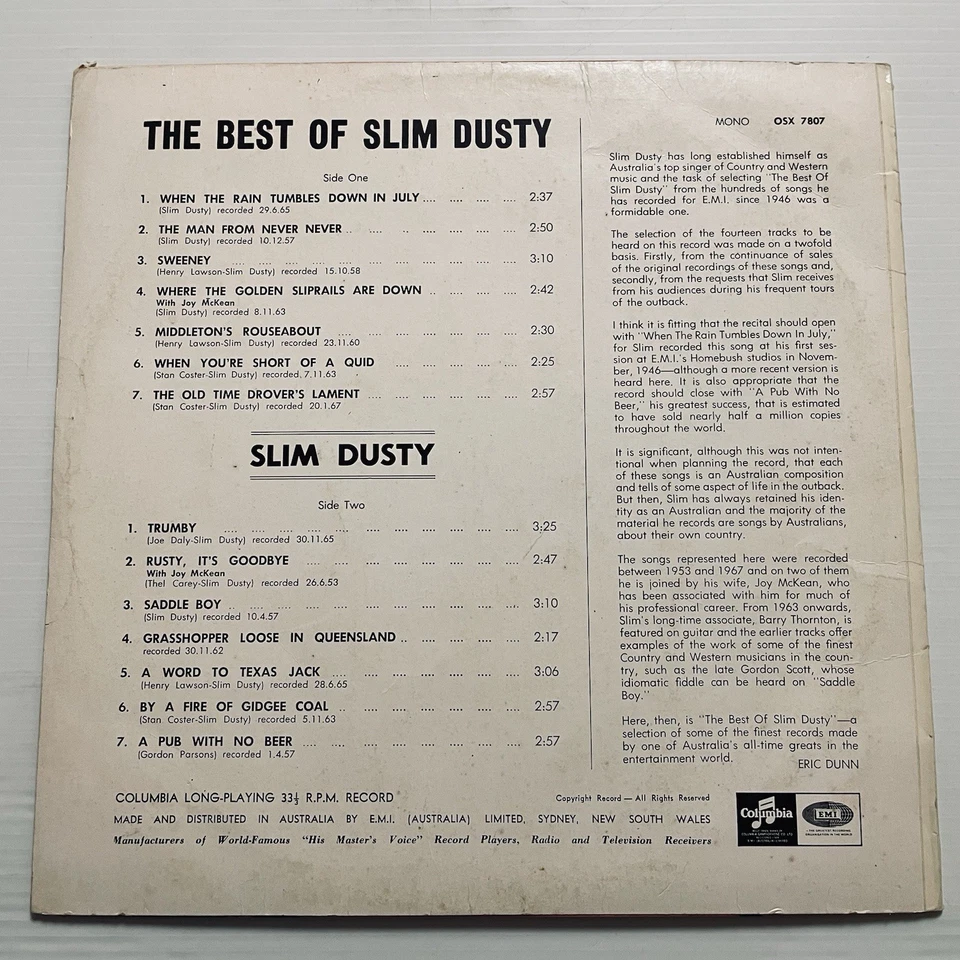 THE BEST OF SLIM DUSTY
Side One
1. WHEN THE RAIN TUMBLES DOWN IN JULY .... .... .... .... 2:37
(Slim Dusty) recorded 29.6.65
2. THE MAN FROM NEVER NEVER .. .... .. .... .... .... 2:50
(Slim Dusty) recorded 10.12.57
3. SWEENEY .... .... .... .... .... .... .... .... 3:10
(Henry Lawson-Slim Dusty) recorded 15.10.58
4. WHERE THE GOLDEN SLIPRAILS ARE DOWN .. .... .... .... 2:42
With Joy McKean
(Slim Dusty) recorded 8.11.63
5. MIDDLETON'S ROUSEABOUT .... .... .... .... .... 2:30
(Henry Lawson-Slim Dusty) recorded 23.11.60
6. WHEN YOU'RE SHORT OF A QUID .... .... .... .... 2:25
(Stan Coster-Slim Dusty) recorded 7.11.63
7. THE OLD TIME DROVER'S LAMENT .... .... .... .... 2:57
(Stan Coster-Slim Dusty) recorded 20.1.67
SLIM DUSTY
Side Two
1. TRUMBY .... .... .... .... .... .... .... .... 3:25
(Joe Daly-Slim Dusty) recorded 30.11.65
2. RUSTY, IT'S GOODBYE .... .... .... .... .... .... 2:47
With Joy McKean
(Thel Carey-Slim Dusty) recorded 26.6.53
3. SADDLE BOY .. .... .... .... .... .... .... .... 3:10
(Slim Dusty) recorded 10.4.57
4. GRASSHOPPER LOOSE IN QUEENSLAND .. .... .... .... 2:17
recorded 30.11.62
5. A WORD TO TEXAS JACK .... .... .... .... .... .... 3:06
(Henry Lawson-Slim Dusty) recorded 28.6.65
6. BY A FIRE OF GIDGEE COAL .. .... .... .... .... .... 2:57
(Stan Coster-Slim Dusty) recorded 5.11.63
7. A PUB WITH NO BEER .... .... .... .... .... .... 2:57
(Gordon Parsons) recorded 1.4.57
MONO OSX 7807
Slim Dusty has long established himself as
Australia's top singer of Country and Western
music and the task of selecting "The Best Of
Slim Dusty" from the hundreds of songs he
has recorded for E.M.I. since 1946 was a
formidable one.
The selection of the fourteen tracks to be
heard on this record was made on a twofold
basis. Firstly, from the continuance of sales
of the original recordings of these songs and,
secondly, from the requests that Slim receives
from his audiences during his frequent tours
of the outback.
I think it is fitting that the recital should open
with "When The Rain Tumbles Down In July,"
for Slim recorded this song at his first ses-
sion at E.M.I.'s Homebush studios in Novem-
ber, 1946—although a more recent version is
heard here. It is also appropriate that the
record should close with "A Pub With No
Beer," his greatest success, that is estimated
to have sold nearly half a million copies
throughout the world.
It is significant, although this was not inten-
tional when planning the record, that each
of these songs is an Australian composition
and tells of some aspect of life in the outback.
But then, Slim has always retained his iden-
tity as an Australian and the majority of the
material he records are songs by Australians,
about their own country.
The songs represented here were recorded
between 1953 and 1967 and on two of them
he is joined by his wife, Joy McKean, who
has been associated with him for much of
his professional career. From 1963 onwards,
Slim's long-time associate, Barry Thornton, is
featured on guitar and the earlier tracks offer
examples of the work of some of the finest
Country and Western musicians in the coun-
try, such as the late Gordon Scott, whose
idiomatic fiddle can be heard on "Saddle
Boy."
Here, then, is "The Best Of Slim Dusty"—a
selection of some of the finest records made
by one of Australia's all-time greats in the
entertainment world.
ERIC DUNN
COLUMBIA LONG-PLAYING 33⅓ R.P.M. RECORD
Copyright Record — All Rights Reserved
MADE AND DISTRIBUTED IN AUSTRALIA BY E.M.I. (AUSTRALIA) LIMITED, SYDNEY, NEW SOUTH WALES
Manufacturers of World-Famous "His Master's Voice" Record Players, Radio and Television Receivers
Columbia
EMI